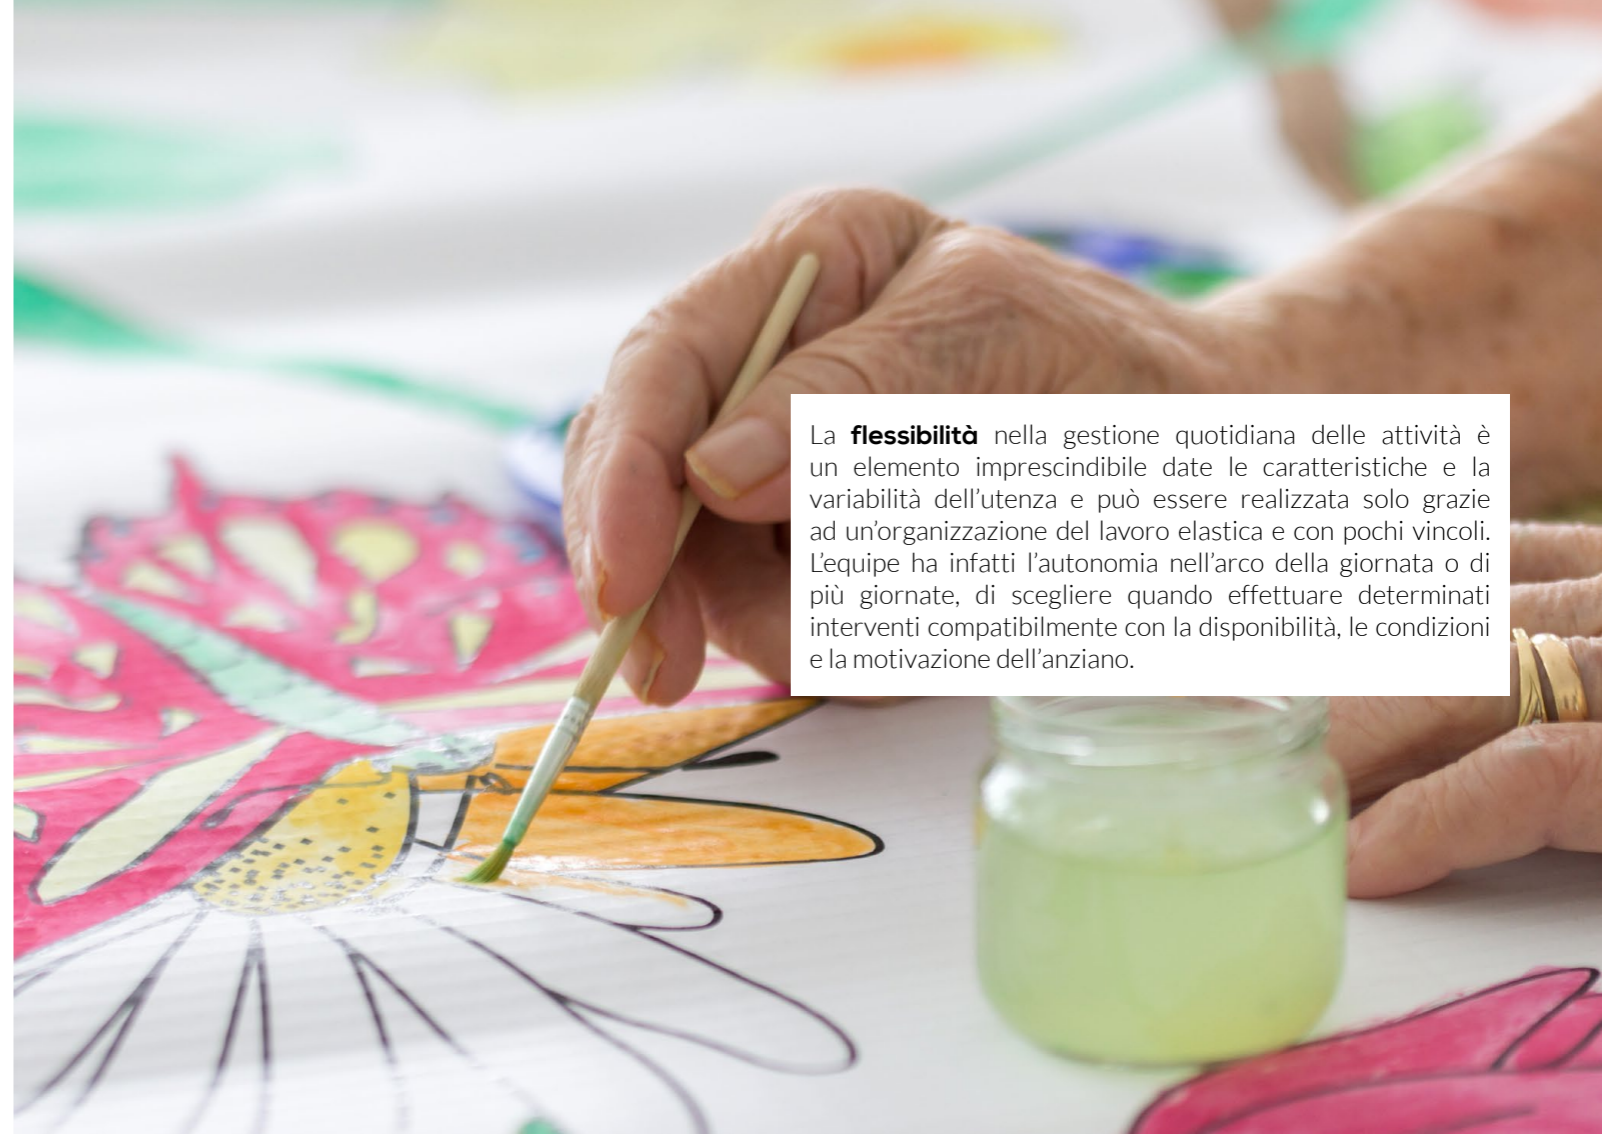 La flessibilità nella gestione quotidiana delle attività è
un elemento imprescindibile date le caratteristiche e la
variabilità dell’utenza e può essere realizzata solo grazie
ad un’organizzazione del lavoro elastica e con pochi vincoli.
L’equipe ha infatti l’autonomia nell’arco della giornata o di
più giornate, di scegliere quando effettuare determinati
interventi compatibilmente con la disponibilità, le condizioni
e la motivazione dell’anziano.